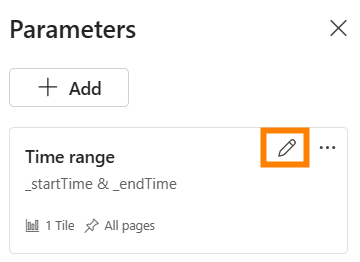 Parameters
Add
Time range
_startTime & _endTime
1 Tile All pages